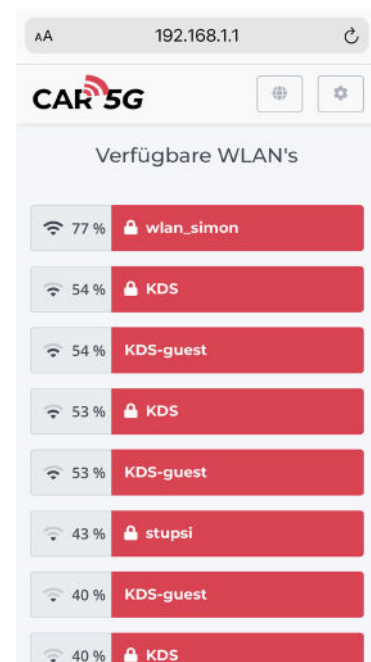 AA 192.168.1.1
CAR 5G
Verfügbare WLAN's
77 % wlan_simon
54 % KDS
54 % KDS-guest
53 % KDS
53 % KDS-guest
43 % stupsi
40 % KDS-guest
40 % KDS